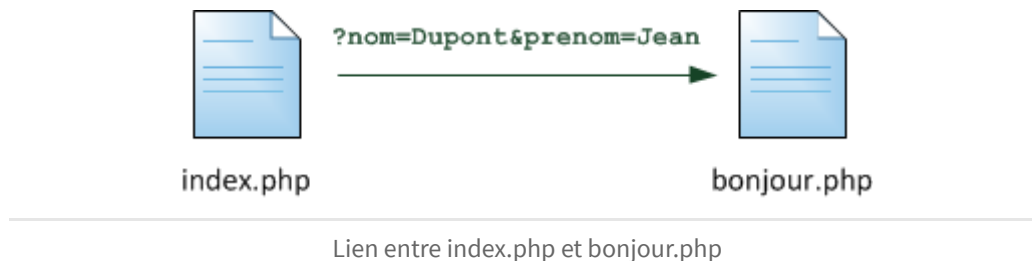 ?nom=Dupont&prenom=Jean
index.php
bonjour.php
Lien entre index.php et bonjour.php